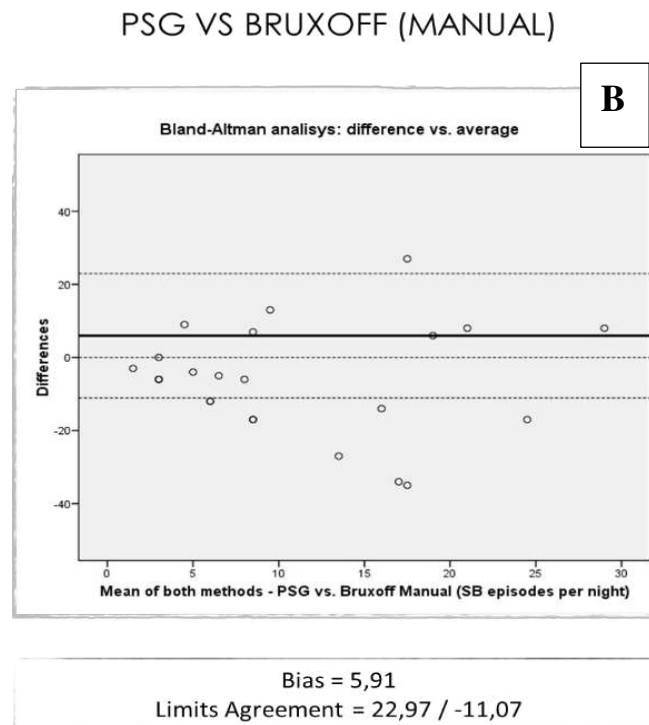 PSG VS BRUXOFF (MANUAL)
B
Bland-Altman analisys: difference vs. average
40
20
0
-20
-40
Differences
0 5 10 15 20 25 30
Mean of both methods - PSG vs. Bruxoff Manual (SB episodes per night)
Bias = 5,91
Limits Agreement = 22,97 / -11,07